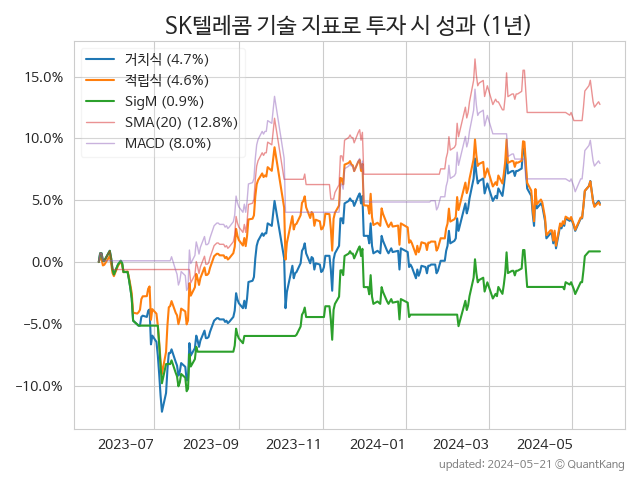 SK텔레콤 기술 지표로 투자 시 성과 (1년)
거치식 (4.7%)
적립식 (4.6%)
SigM (0.9%)
SMA(20) (12.8%)
MACD (8.0%)
15.0%
10.0%
5.0%
0.0%
−5.0%
−10.0%
2023-07 2023-09 2023-11 2024-01 2024-03 2024-05
updated: 2024-05-21 © QuantKang